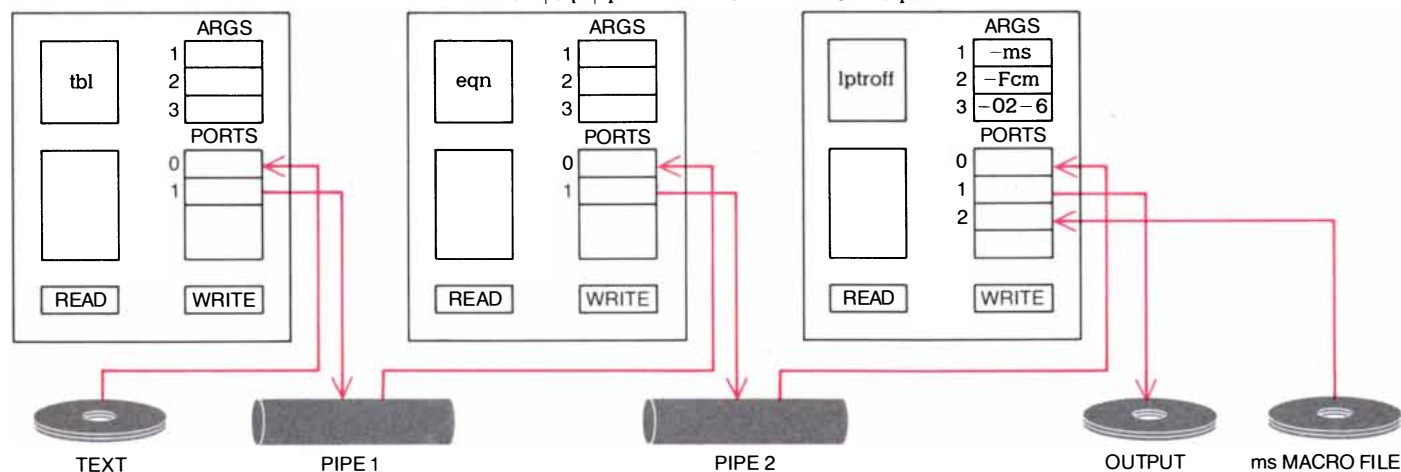 ARGS
1
2
3
tbl
PORTS
0
1
READ WRITE
ARGS
1
2
3
eqn
PORTS
0
1
READ WRITE
ARGS
1 -ms
2 -Fcm
3 -02-6
lptroff
PORTS
0
1
2
READ WRITE
TEXT PIPE 1 PIPE 2 OUTPUT ms MACRO FILE